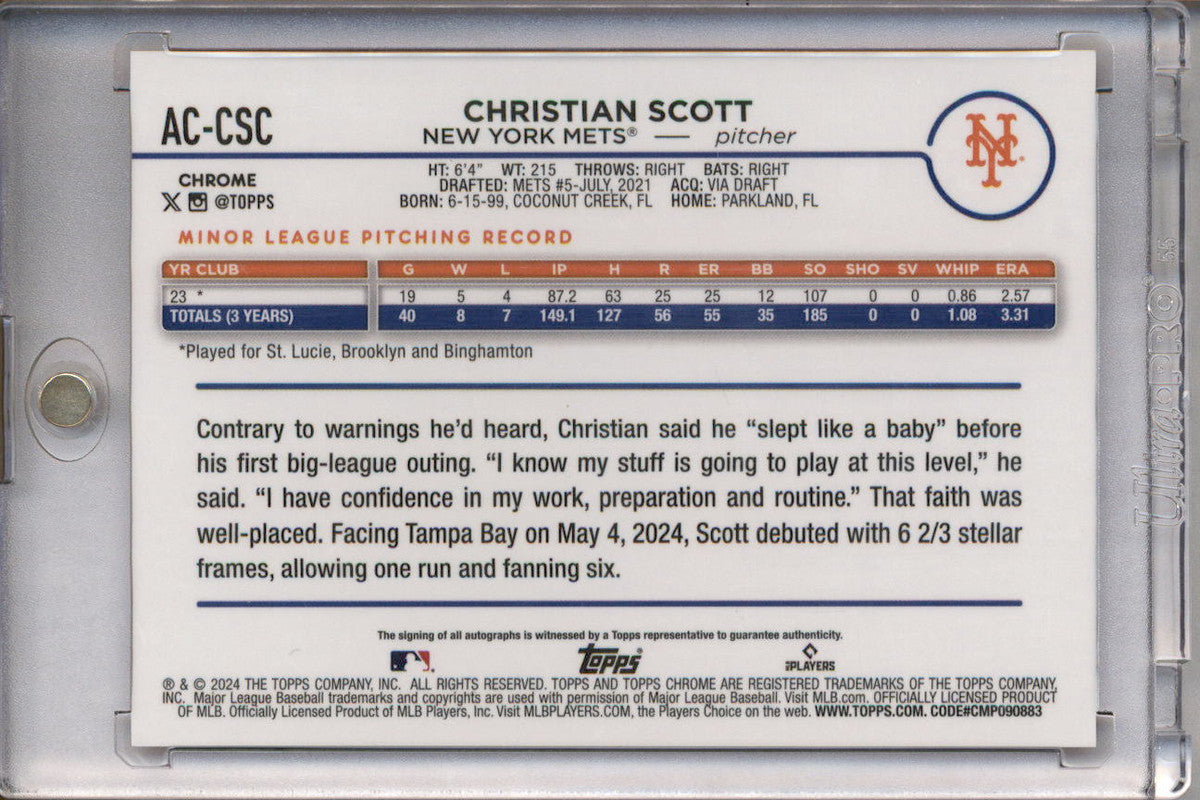 AC-CSC
CHRISTIAN SCOTT
NEW YORK METS® — pitcher
NY
CHROME
@TOPPS
HT: 6'4" WT: 215 THROWS: RIGHT BATS: RIGHT
DRAFTED: METS #5-JULY, 2021 ACQ: VIA DRAFT
BORN: 6-15-99, COCONUT CREEK, FL HOME: PARKLAND, FL
MINOR LEAGUE PITCHING RECORD
YR CLUB G W L IP H R ER BB SO SHO SV WHIP ERA
23 * 19 5 4 87.2 63 25 25 12 107 0 0 0.86 2.57
TOTALS (3 YEARS) 40 8 7 149.1 127 56 55 35 185 0 0 1.08 3.31
*Played for St. Lucie, Brooklyn and Binghamton
Contrary to warnings he'd heard, Christian said he “slept like a baby” before
his first big-league outing. “I know my stuff is going to play at this level,” he
said. “I have confidence in my work, preparation and routine.” That faith was
well-placed. Facing Tampa Bay on May 4, 2024, Scott debuted with 6 2/3 stellar
frames, allowing one run and fanning six.
The signing of all autographs is witnessed by a Topps representative to guarantee authenticity.
Topps®
PLAYERS
® & © 2024 THE TOPPS COMPANY, INC. ALL RIGHTS RESERVED. TOPPS AND TOPPS CHROME ARE REGISTERED TRADEMARKS OF THE TOPPS COMPANY,
INC. Major League Baseball trademarks and copyrights are used with permission of Major League Baseball. Visit MLB.com. OFFICIALLY LICENSED PRODUCT
OF MLB. Officially Licensed Product of MLB Players, Inc. Visit MLBPLAYERS.COM, the Players Choice on the web. WWW.TOPPS.COM. CODE#CMP090883
Ultra PRO
55